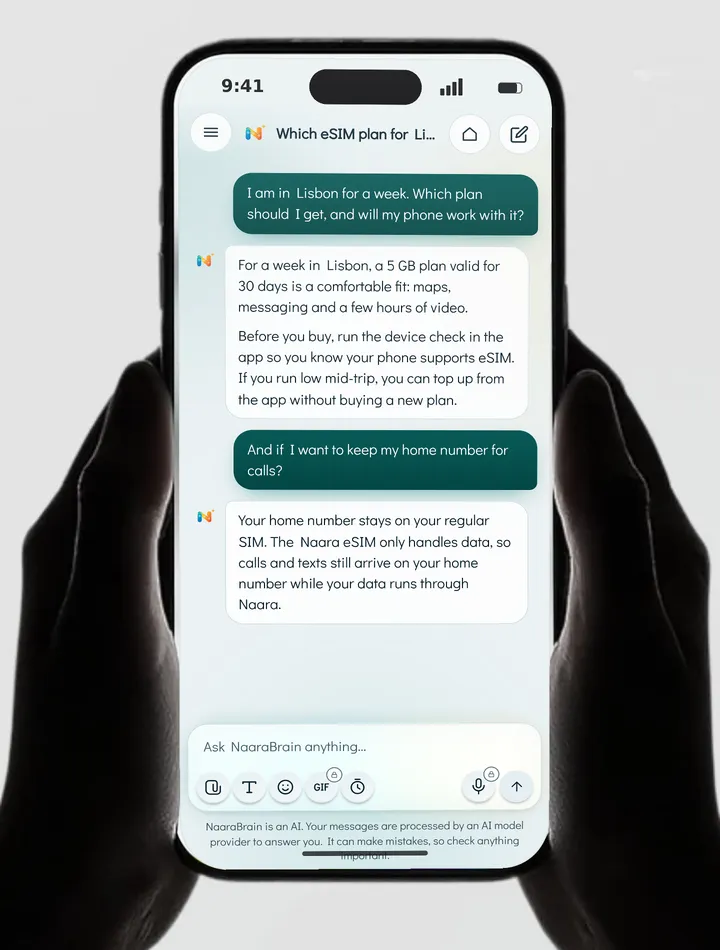 9:41
Which eSIM plan for Li...
I am in Lisbon for a week. Which plan
should I get, and will my phone work with it?
For a week in Lisbon, a 5 GB plan valid for
30 days is a comfortable fit: maps,
messaging and a few hours of video.
Before you buy, run the device check in the
app so you know your phone supports eSIM.
If you run low mid-trip, you can top up from
the app without buying a new plan.
And if I want to keep my home number for
calls?
Your home number stays on your regular
SIM. The Naara eSIM only handles data, so
calls and texts still arrive on your home
number while your data runs through
Naara.
Ask NaaraBrain anything...
T
GIF
NaaraBrain is an AI. Your messages are processed by an AI model
provider to answer you. It can make mistakes, so check anything
important.